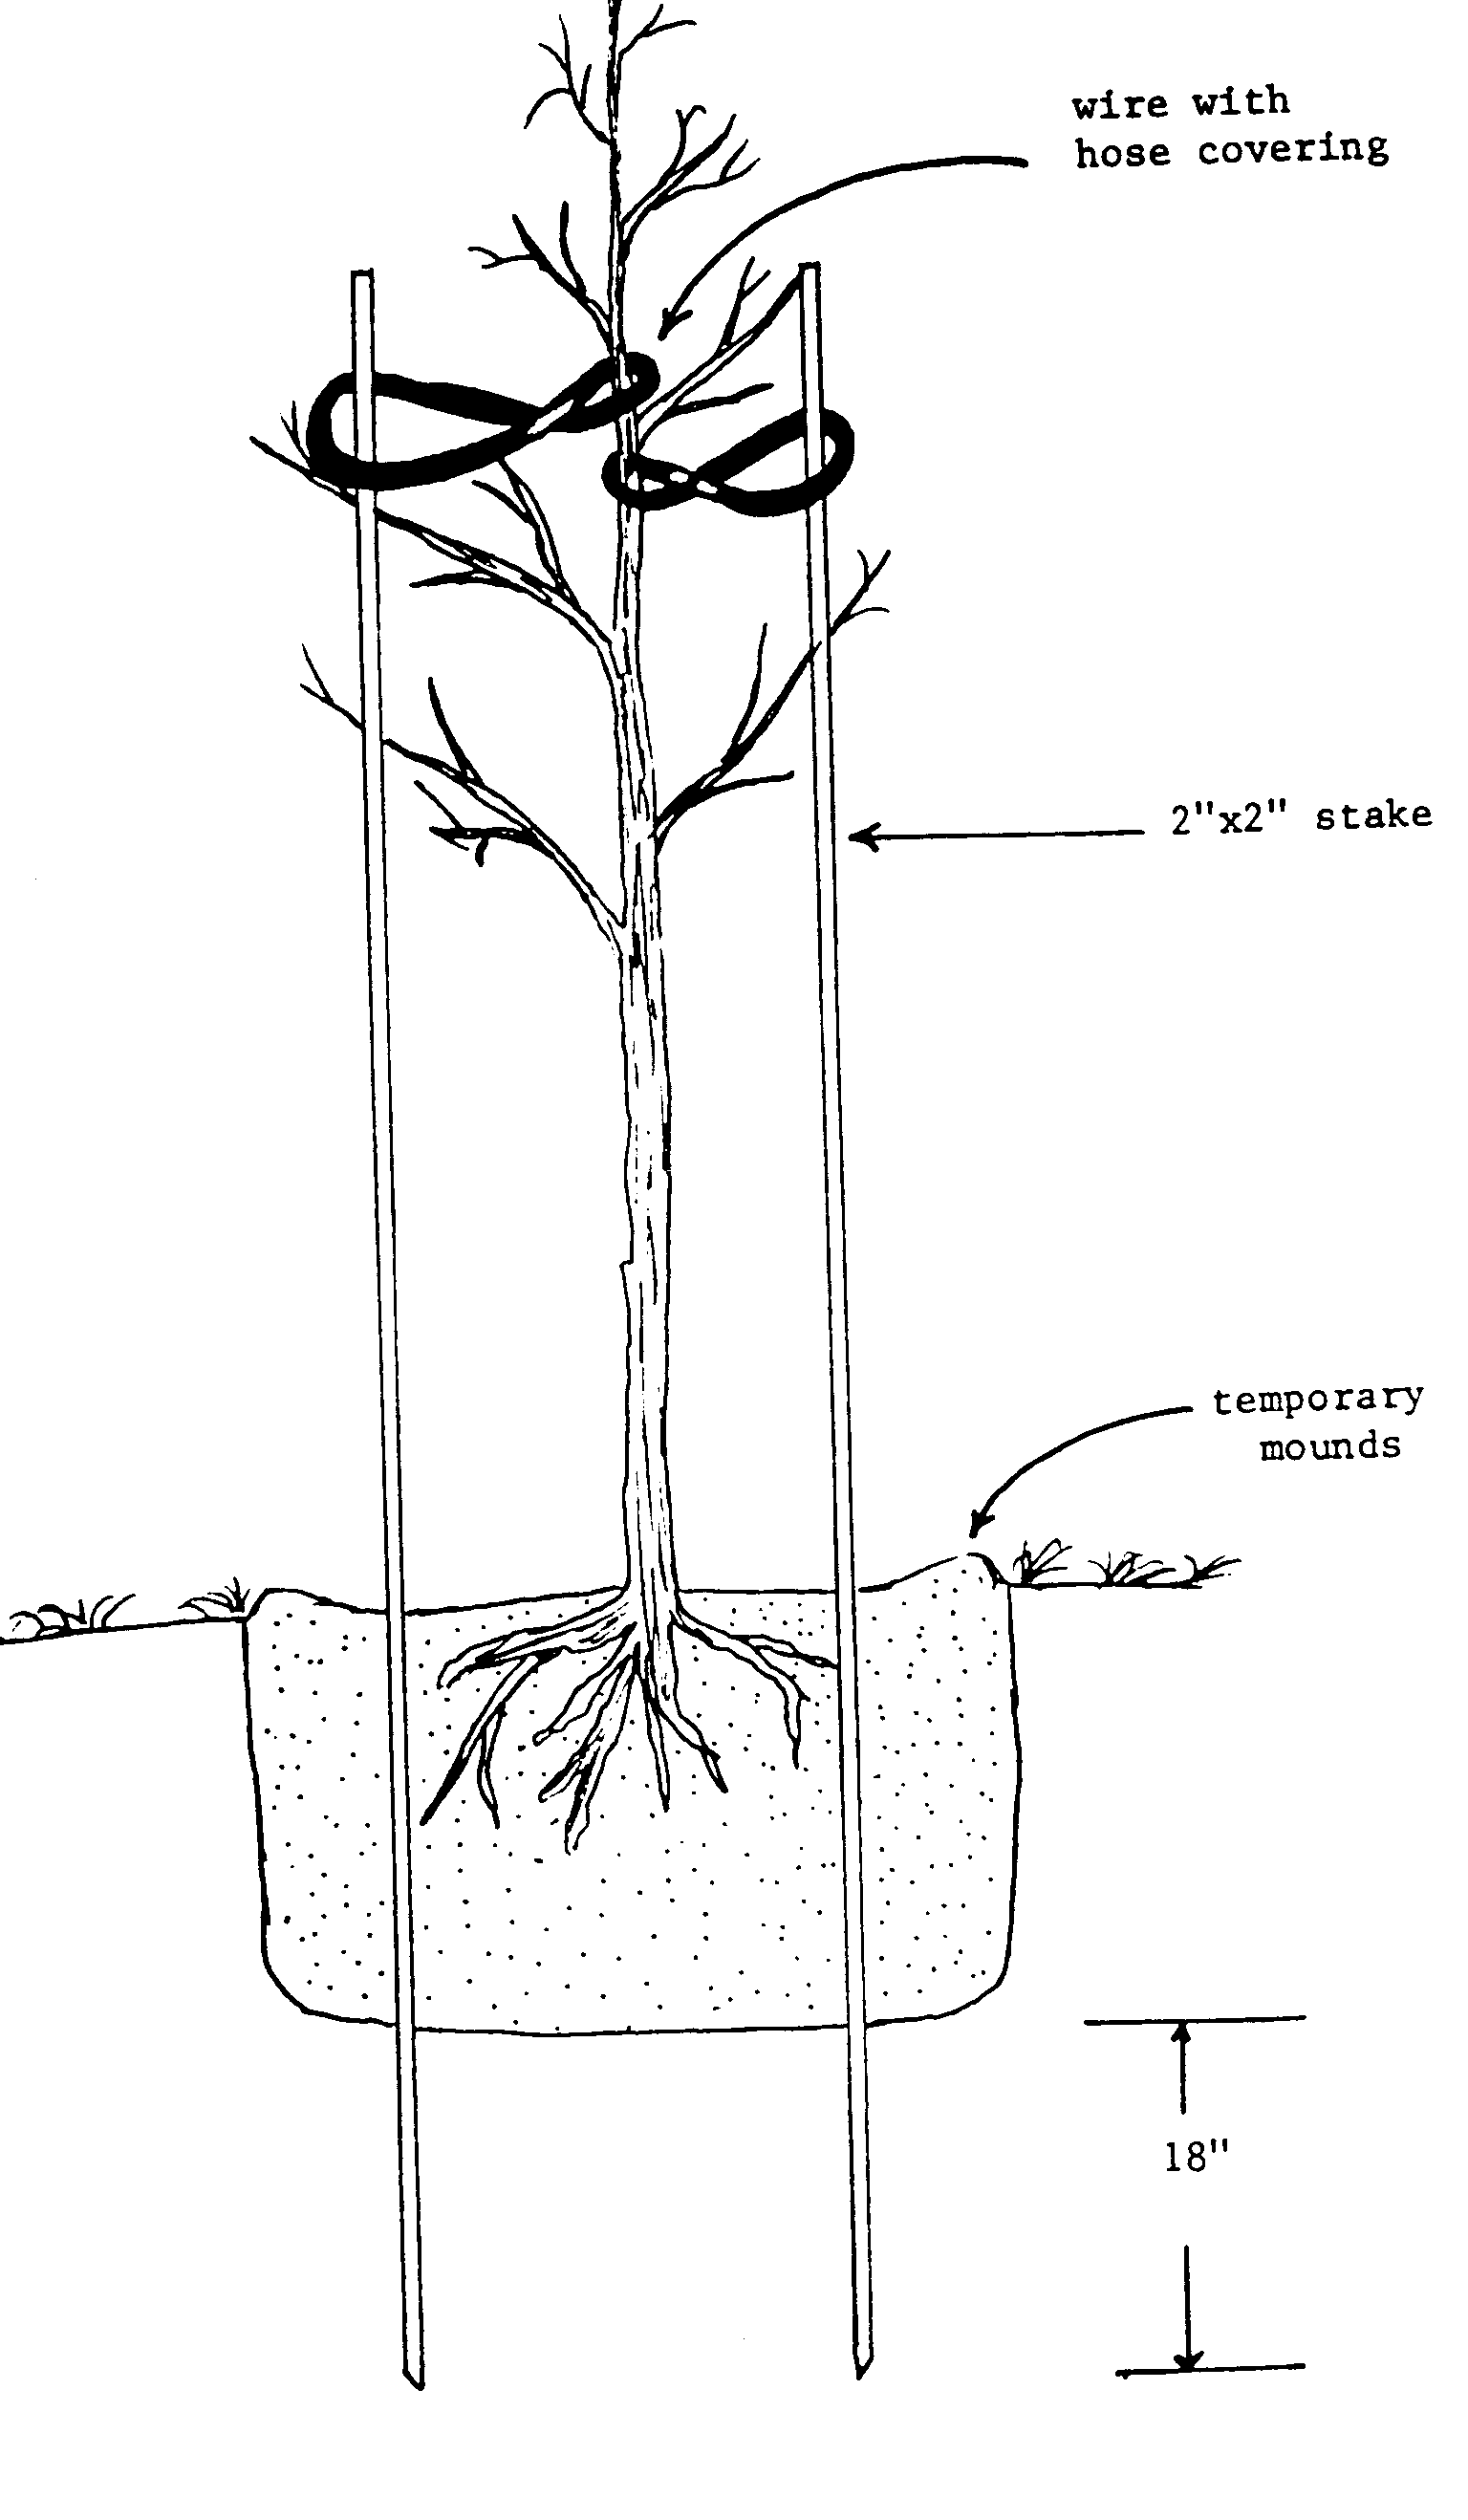 wire with
hose covering
2"x2" stake
temporary
mounds
18"